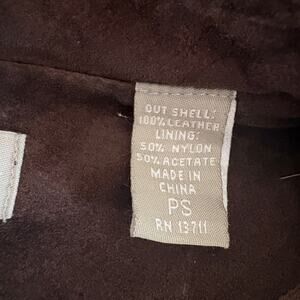 OUT SHELL:
100% LEATHER
LINING:
50% NYLON
50% ACETATE
MADE IN
CHINA
PS
RN 13711